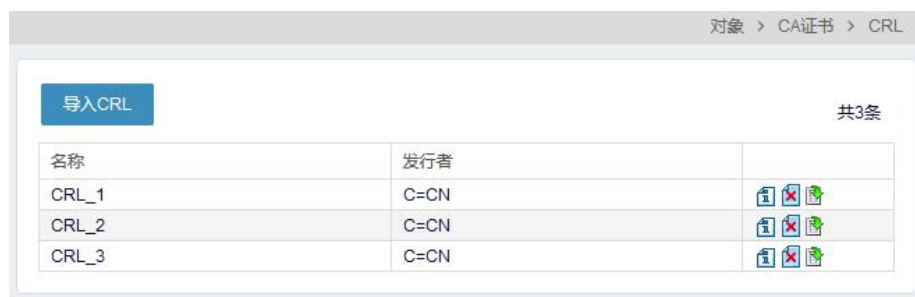 对象 > CA证书 > CRL
导入CRL
共3条
名称 发行者
CRL_1 C=CN
CRL_2 C=CN
CRL_3 C=CN